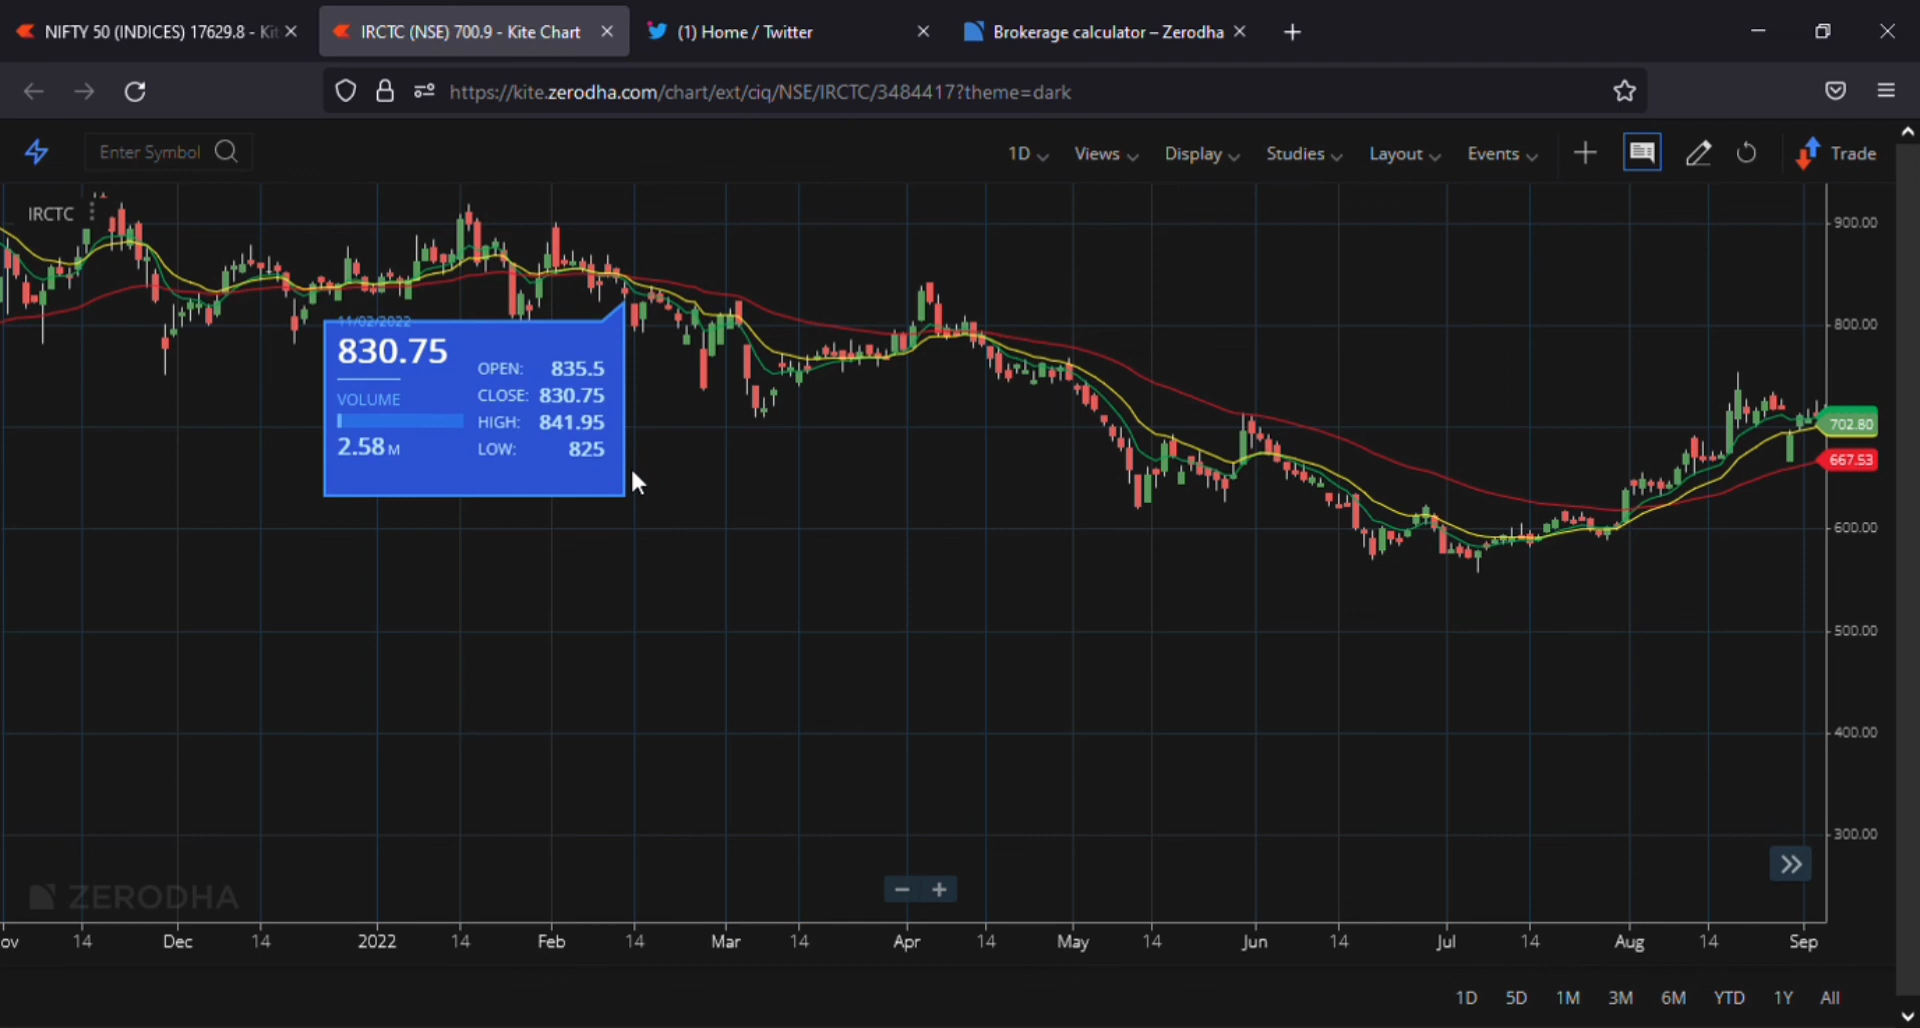 NIFTY 50 (INDICES) 17629.8 - Kit
IRCTC (NSE) 700.9 - Kite Chart
(1) Home / Twitter
Brokerage calculator – Zerodha
https://kite.zerodha.com/chart/ext/ciq/NSE/IRCTC/3484417?theme=dark
Enter Symbol
1D Views Display Studies Layout Events Trade
IRCTC
11/02/2022
830.75
VOLUME
2.58 M
OPEN: 835.5
CLOSE: 830.75
HIGH: 841.95
LOW: 825
900.00
800.00
702.80
667.53
600.00
500.00
400.00
300.00
ZERODHA
ov 14 Dec 14 2022 14 Feb 14 Mar 14 Apr 14 May 14 Jun 14 Jul 14 Aug 14 Sep
1D 5D 1M 3M 6M YTD 1Y All